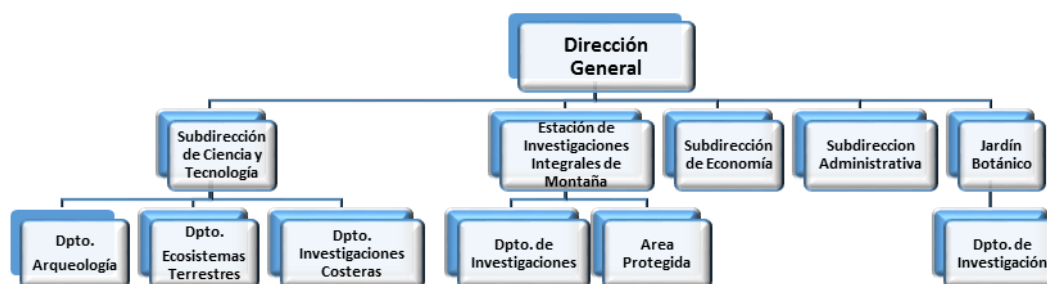 Dirección
General
Subdirección
de Ciencia y
Tecnología
Estación de
Investigaciones
Integrales de
Montaña
Subdirección
de Economía
Subdireccion
Administrativa
Jardín
Botánico
Dpto.
Arqueología
Dpto.
Ecosistemas
Terrestres
Dpto.
Investigaciones
Costeras
Dpto. de
Investigaciones
Area
Protegida
Dpto. de
Investigación